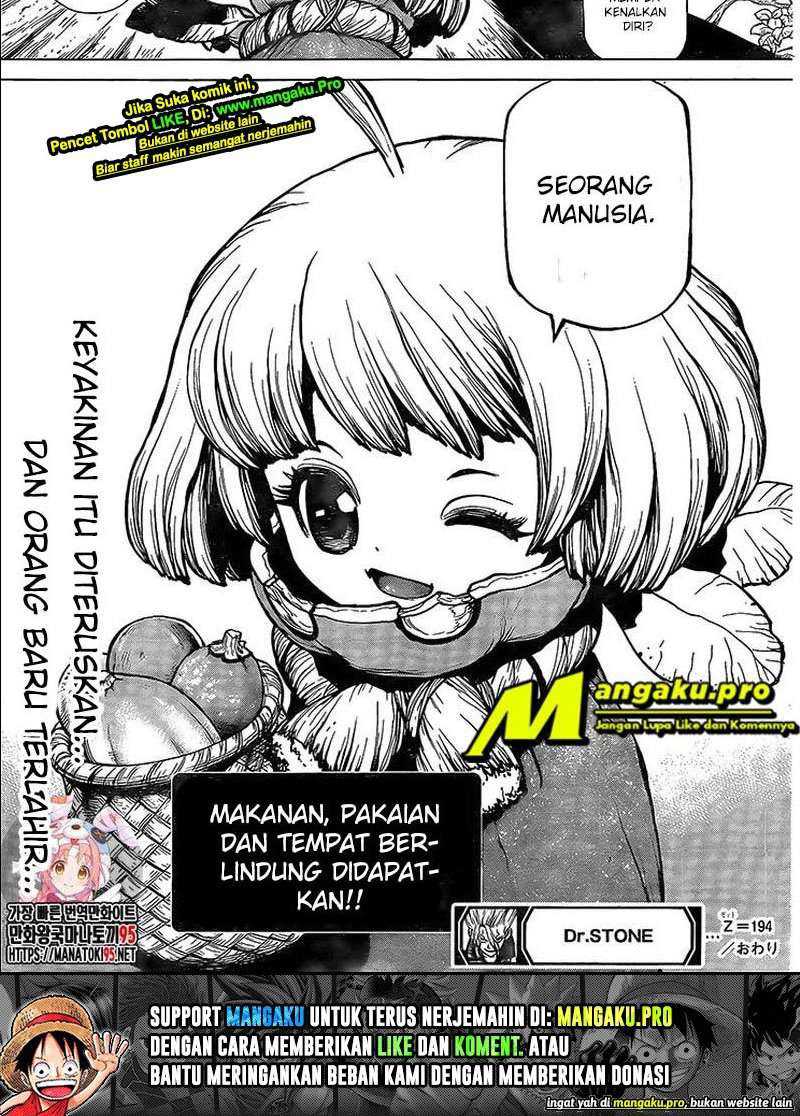 KENALKAN
DIRI?
Jika Suka komik ini,
Pencet Tombol LIKE, Di: www.mangaku.Pro
Bukan di website lain
Biar staff makin semangat nerjemahin
SEORANG
MANUSIA.
KEYAKINAN ITU DITERUSKAN...
DAN ORANG BARU TERLAHIR...
Mangaku.pro
Jangan Lupa Like dan Komennya
MAKANAN, PAKAIAN
DAN TEMPAT BER-
LINDUNG DIDAPAT-
KAN!!
가장 빠른 번역만화사이트
만화왕국마나토끼95
HTTPS://MANATOKI95.NET
Dr.STONE
...Z=194
//おわり
SUPPORT MANGAKU UNTUK TERUS NERJEMAHIN DI: MANGAKU.PRO
DENGAN CARA MEMBERIKAN LIKE DAN KOMENT. ATAU
BANTU MERINGANKAN BEBAN KAMI DENGAN MEMBERIKAN DONASI
ingat yah di mangaku.pro, bukan website lain